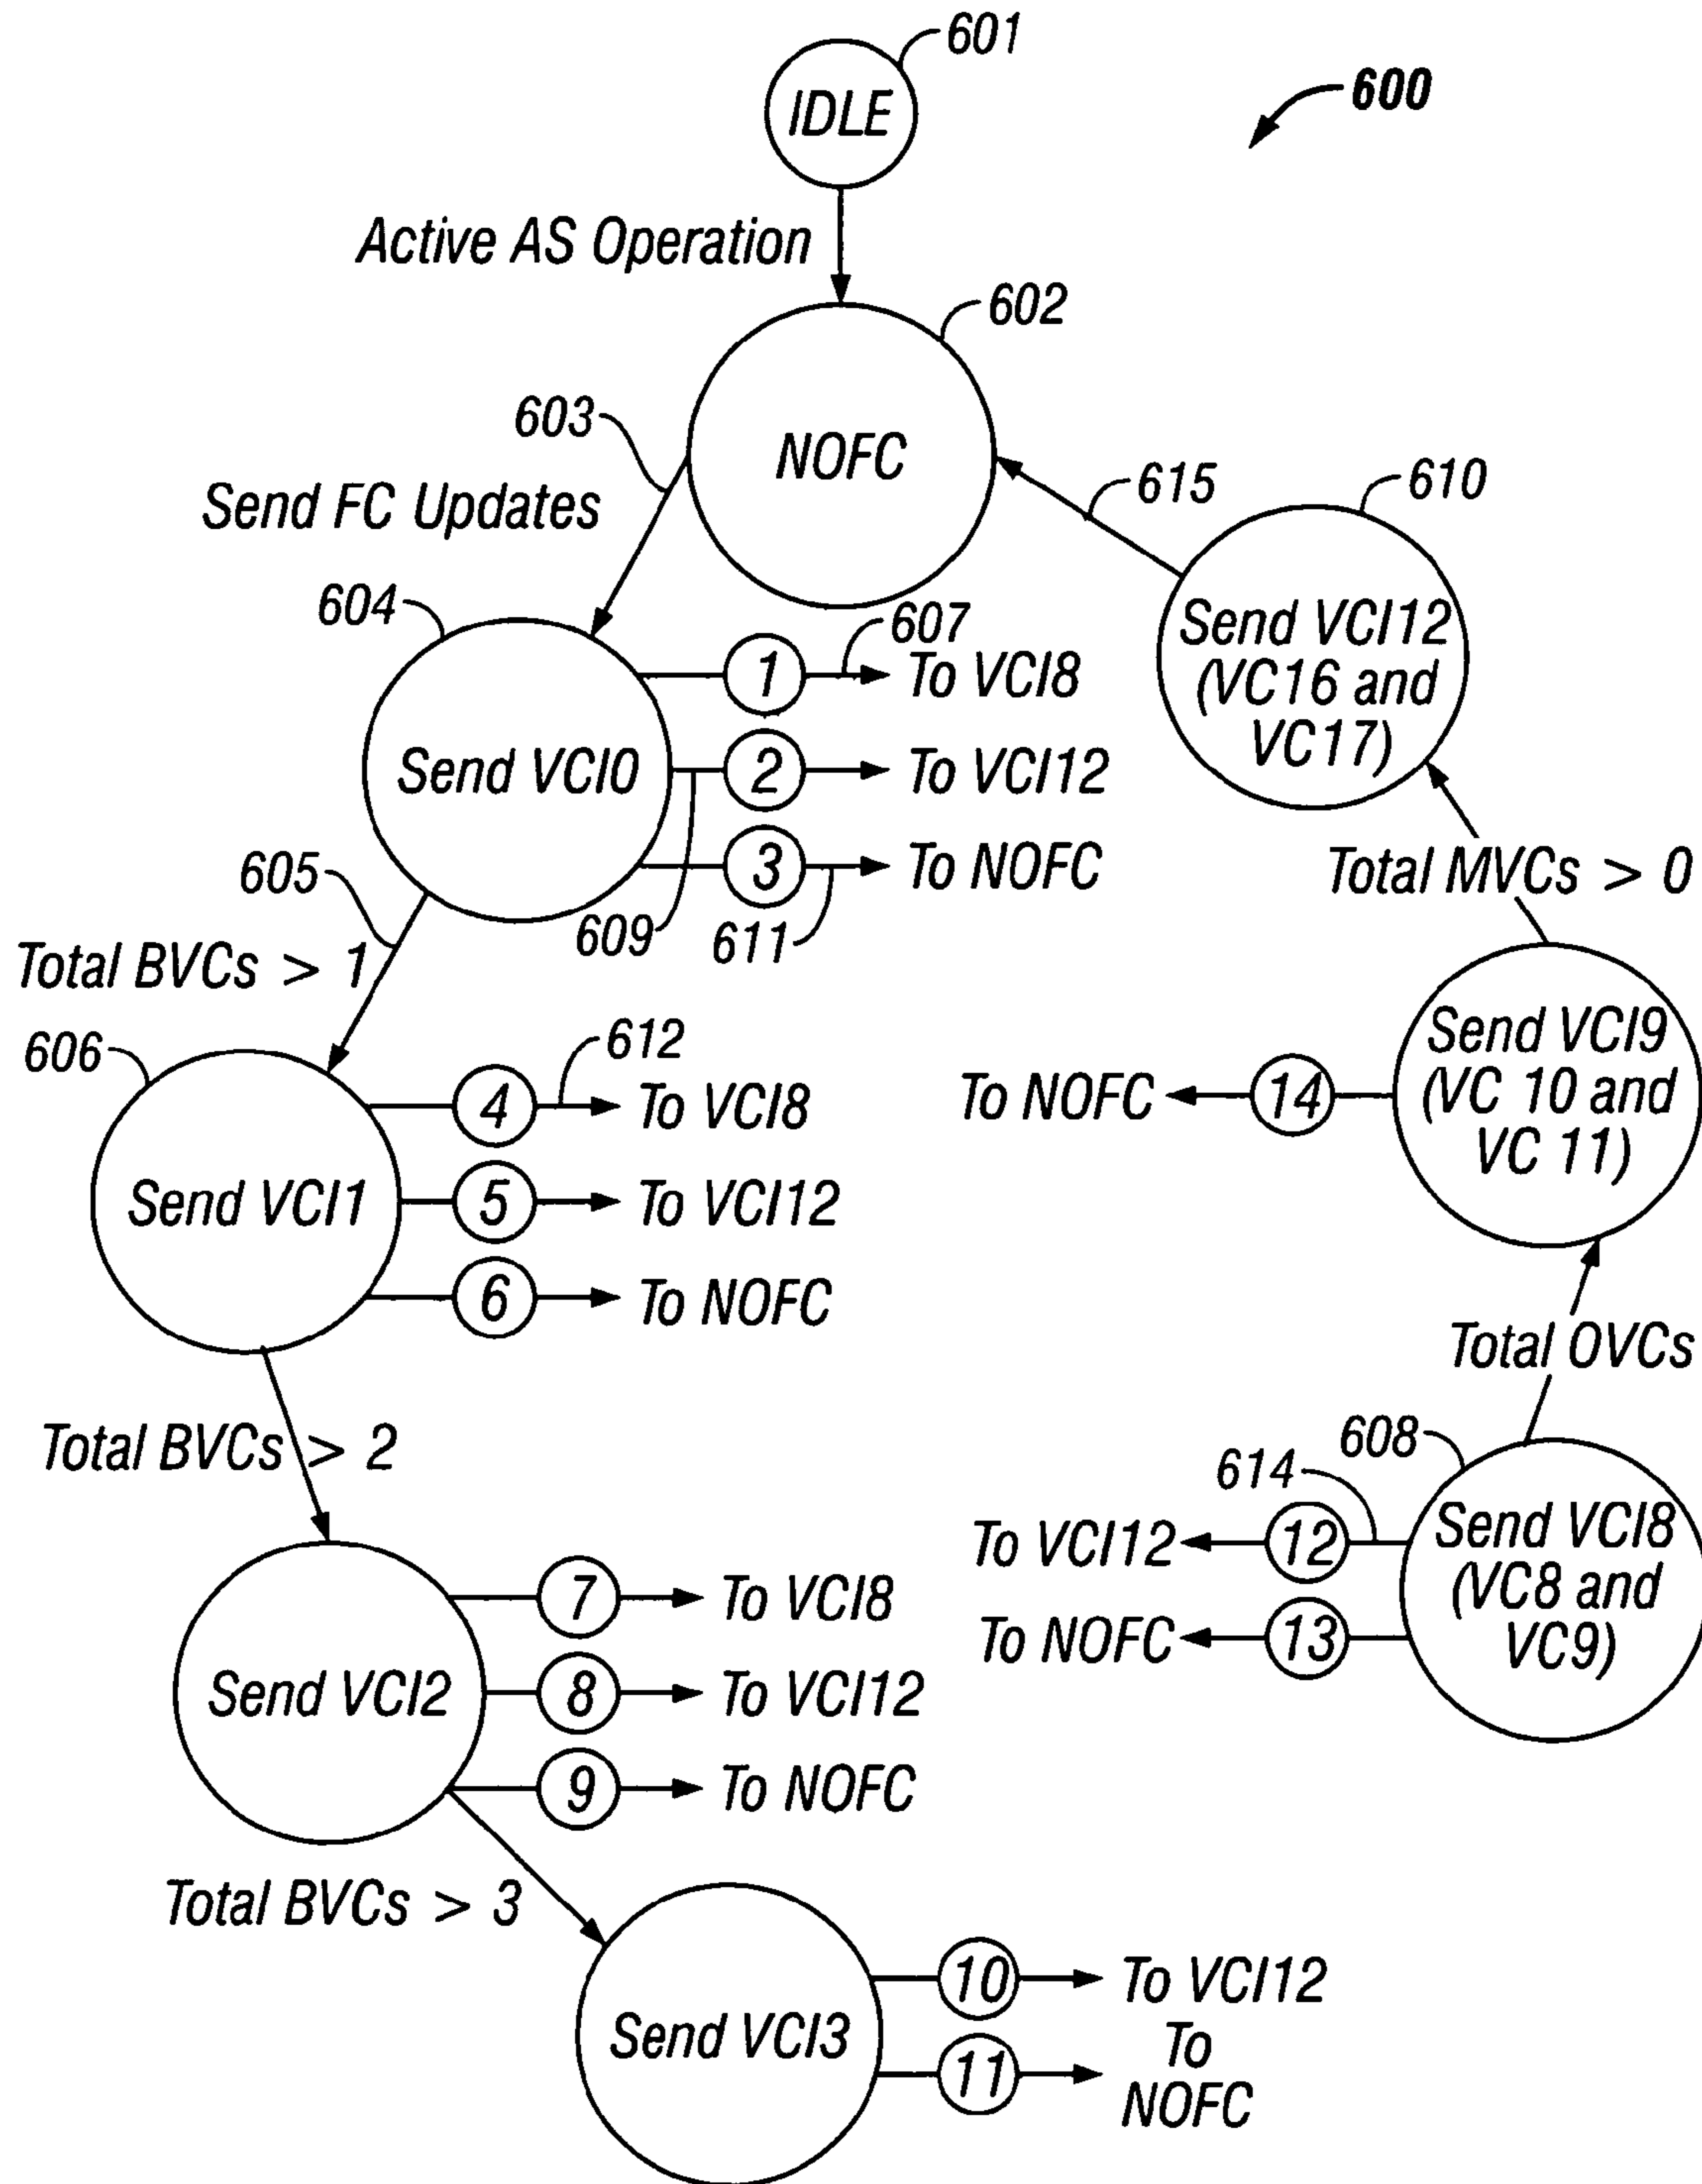 601
IDLE
600
Active AS Operation
602
NOFC
603
Send FC Updates
615
610
Send VCI12
(VC16 and
VC17)
604
607
1
To VCI8
Send VCI0
2
To VCI12
3
To NOFC
605
609
611
Total MVCs > 0
Total BVCs > 1
606
612
4
To VCI8
Send VCI1
5
To VCI12
6
To NOFC
Send VCI9
(VC 10 and
VC 11)
14
To NOFC
Total OVCs
Total BVCs > 2
608
614
12
To VCI12
13
To NOFC
Send VCI8
(VC8 and
VC9)
7
To VCI8
Send VCI2
8
To VCI12
9
To NOFC
Total BVCs > 3
Send VCI3
10
To VCI12
11
To
NOFC